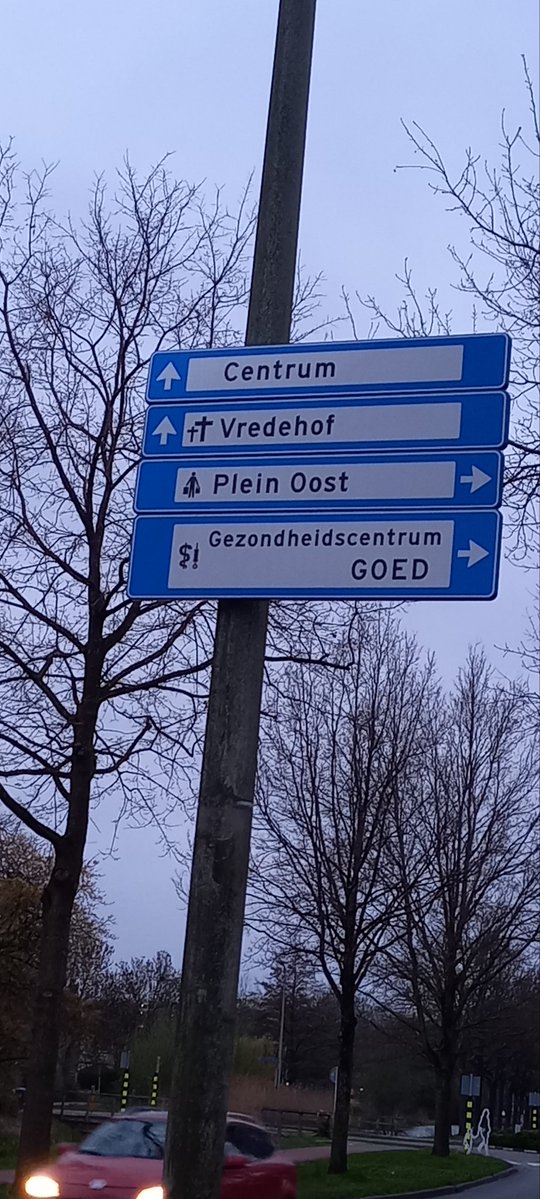 Centrum
Vredehof
Plein Oost
Gezondheidscentrum
GOED